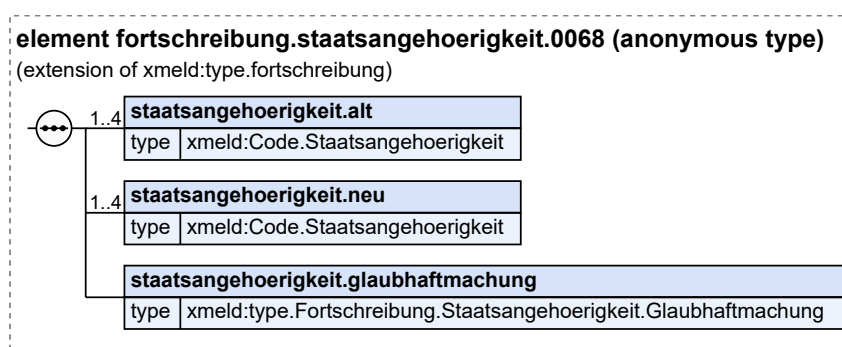 element fortschreibung.staatsangehoerigkeit.0068 (anonymous type)
(extension of xmeld:type.fortschreibung)
1..4 staatsangehoerigkeit.alt
type xmeld:Code.Staatsangehoerigkeit
1..4 staatsangehoerigkeit.neu
type xmeld:Code.Staatsangehoerigkeit
staatsangehoerigkeit.glaubhaftmachung
type xmeld:type.Fortschreibung.Staatsangehoerigkeit.Glaubhaftmachung